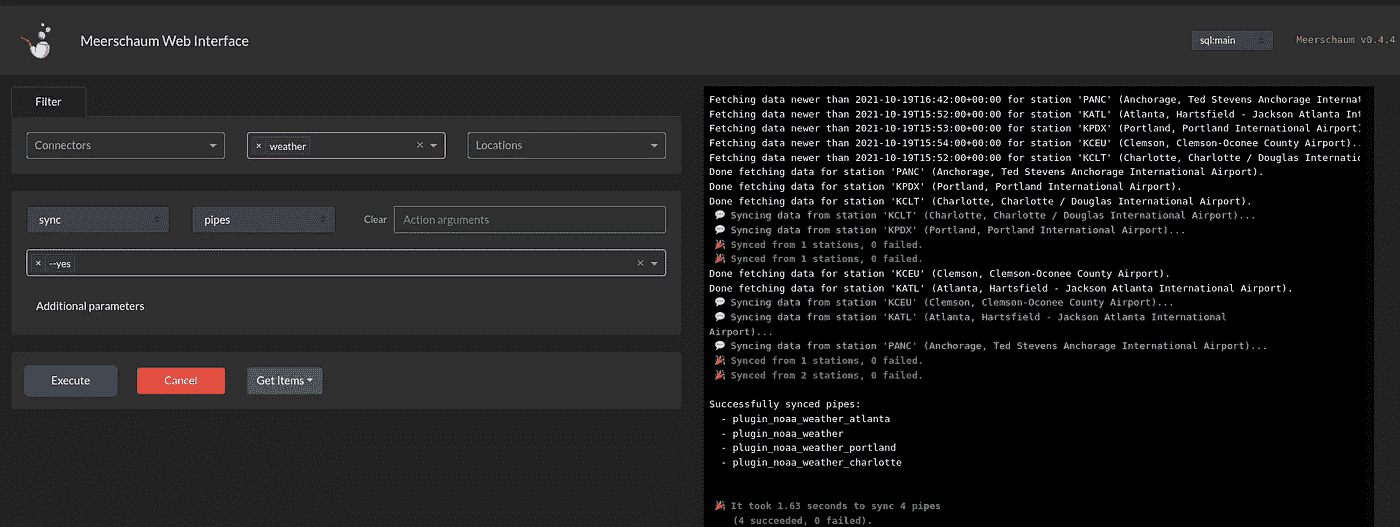 Meerschaum Web Interface
sql:main
Meerschaum v0.4.4
Filter
Connectors
× weather ×
Locations
sync
pipes
Clear
Action arguments
× --yes ×
Additional parameters
Execute
Cancel
Get Items
Fetching data newer than 2021-10-19T16:42:00+00:00 for station 'PANC' (Anchorage, Ted Stevens Anchorage Internat
Fetching data newer than 2021-10-19T15:52:00+00:00 for station 'KATL' (Atlanta, Hartsfield - Jackson Atlanta Int
Fetching data newer than 2021-10-19T15:53:00+00:00 for station 'KPDX' (Portland, Portland International Airport)
Fetching data newer than 2021-10-19T15:54:00+00:00 for station 'KCEU' (Clemson, Clemson-Oconee County Airport)..
Fetching data newer than 2021-10-19T15:52:00+00:00 for station 'KCLT' (Charlotte, Charlotte / Douglas Internatio
Done fetching data for station 'PANC' (Anchorage, Ted Stevens Anchorage International Airport).
Done fetching data for station 'KPDX' (Portland, Portland International Airport).
Done fetching data for station 'KCLT' (Charlotte, Charlotte / Douglas International Airport).
💬 Syncing data from station 'KCLT' (Charlotte, Charlotte / Douglas International Airport)...
💬 Syncing data from station 'KPDX' (Portland, Portland International Airport)...
🎉 Synced from 1 stations, 0 failed.
🎉 Synced from 1 stations, 0 failed.
Done fetching data for station 'KCEU' (Clemson, Clemson-Oconee County Airport).
Done fetching data for station 'KATL' (Atlanta, Hartsfield - Jackson Atlanta International Airport).
💬 Syncing data from station 'KCEU' (Clemson, Clemson-Oconee County Airport)...
💬 Syncing data from station 'KATL' (Atlanta, Hartsfield - Jackson Atlanta International
Airport)...
💬 Syncing data from station 'PANC' (Anchorage, Ted Stevens Anchorage International Airport)...
🎉 Synced from 1 stations, 0 failed.
🎉 Synced from 2 stations, 0 failed.
Successfully synced pipes:
- plugin_noaa_weather_atlanta
- plugin_noaa_weather
- plugin_noaa_weather_portland
- plugin_noaa_weather_charlotte
🎉 It took 1.63 seconds to sync 4 pipes
(4 succeeded, 0 failed).